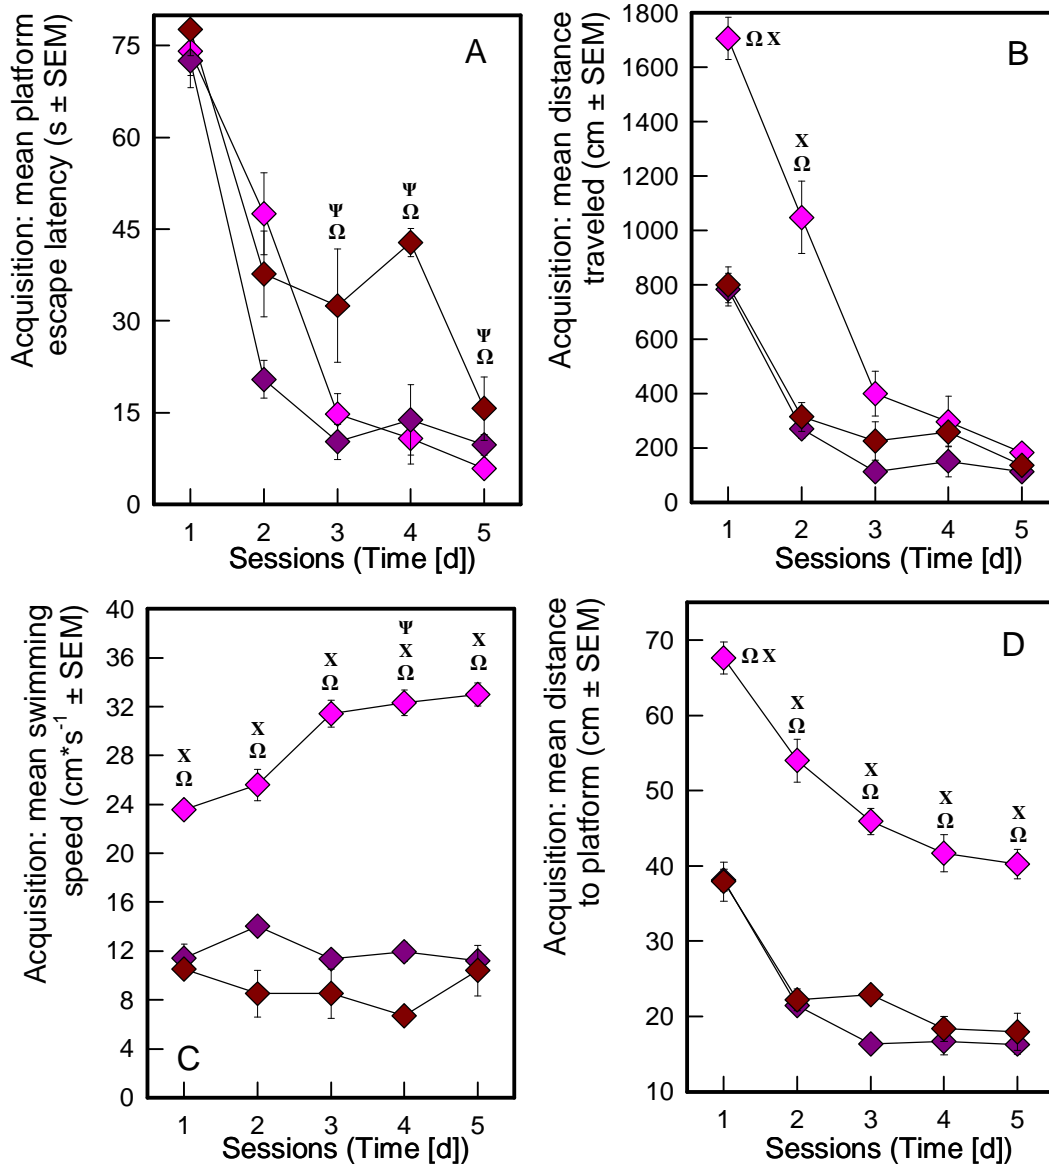 Acquisition: mean platform
escape latency (s ± SEM)
A
75
60
45
30
15
0
Ψ
Ω
Ψ
Ω
Ψ
Ω
1 2 3 4 5
Sessions (Time [d])
Acquisition: mean distance
traveled (cm ± SEM)
B
1800
1600
1400
1200
1000
800
600
400
200
0
Ω X
X
Ω
1 2 3 4 5
Sessions (Time [d])
Acquisition: mean swimming
speed (cm*s⁻¹ ± SEM)
C
40
36
32
28
24
20
16
12
8
4
0
X
Ω
X
Ω
X
Ω
Ψ
X
Ω
X
Ω
1 2 3 4 5
Sessions (Time [d])
Acquisition: mean distance
to platform (cm ± SEM)
D
70
60
50
40
30
20
10
Ω X
X
Ω
X
Ω
X
Ω
X
Ω
1 2 3 4 5
Sessions (Time [d])